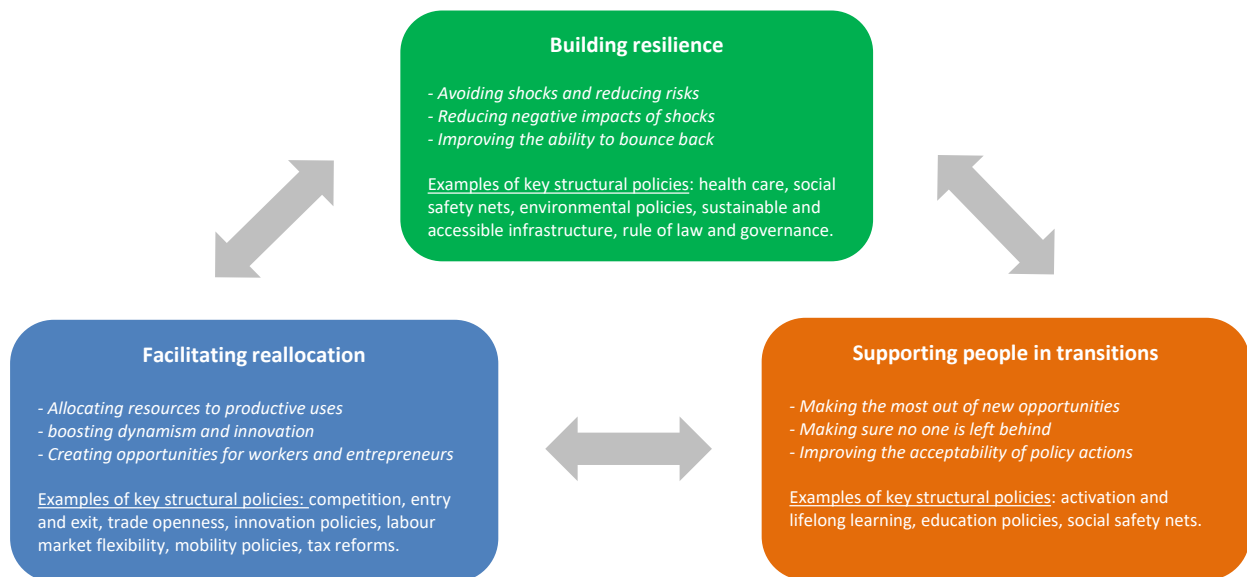 Building resilience
- Avoiding shocks and reducing risks
- Reducing negative impacts of shocks
- Improving the ability to bounce back
Examples of key structural policies: health care, social
safety nets, environmental policies, sustainable and
accessible infrastructure, rule of law and governance.
Facilitating reallocation
- Allocating resources to productive uses
- boosting dynamism and innovation
- Creating opportunities for workers and entrepreneurs
Examples of key structural policies: competition, entry
and exit, trade openness, innovation policies, labour
market flexibility, mobility policies, tax reforms.
Supporting people in transitions
- Making the most out of new opportunities
- Making sure no one is left behind
- Improving the acceptability of policy actions
Examples of key structural policies: activation and
lifelong learning, education policies, social safety nets.